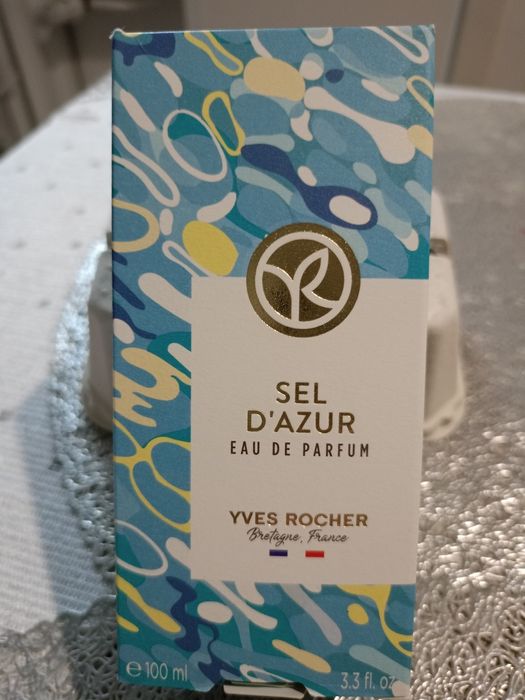 SEL
D'AZUR
EAU DE PARFUM
YVES ROCHER
Bretagne, France
℮ 100 ml
3.3 fl. oz